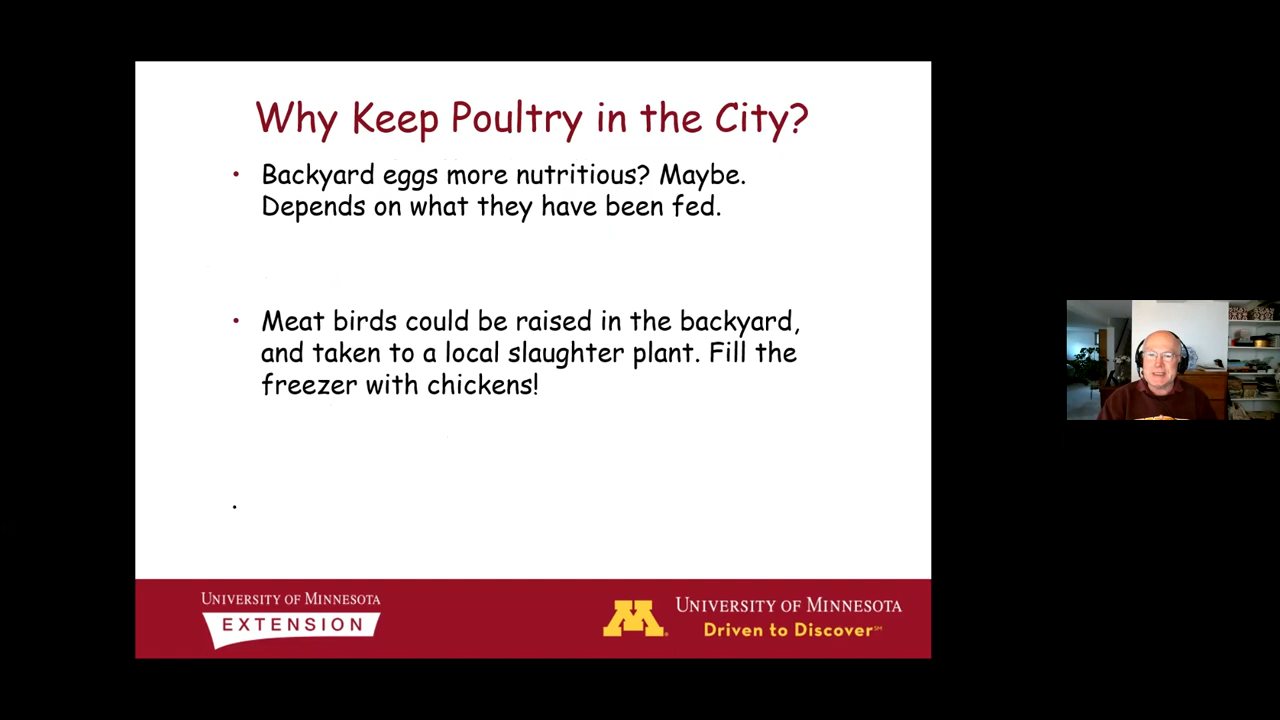 Why Keep Poultry in the City?
• Backyard eggs more nutritious? Maybe.
Depends on what they have been fed.
• Meat birds could be raised in the backyard,
and taken to a local slaughter plant. Fill the
freezer with chickens!
.
UNIVERSITY OF MINNESOTA
EXTENSION
M
UNIVERSITY OF MINNESOTA
Driven to Discover℠